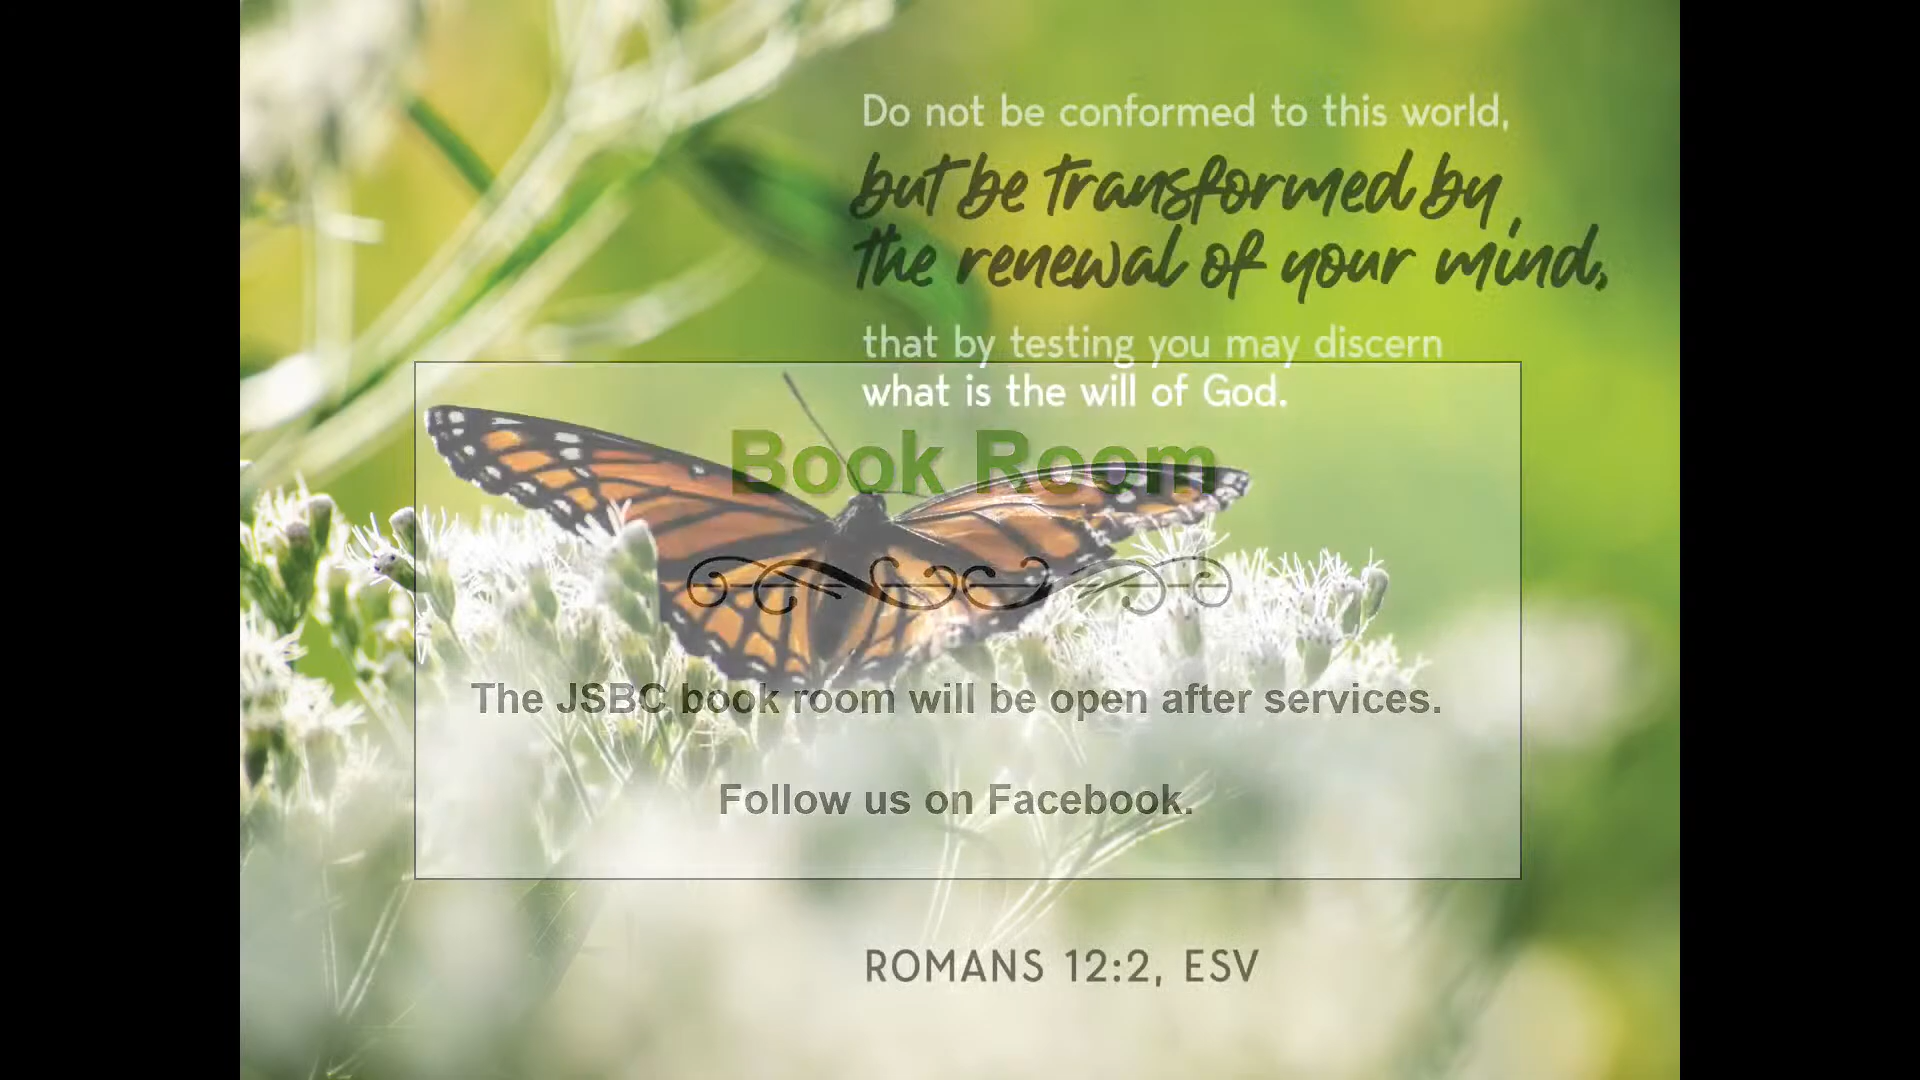 Do not be conformed to this world,
but be transformed by
the renewal of your mind,
that by testing you may discern
what is the will of God.
Book Room
The JSBC book room will be open after services.
Follow us on Facebook.
ROMANS 12:2, ESV